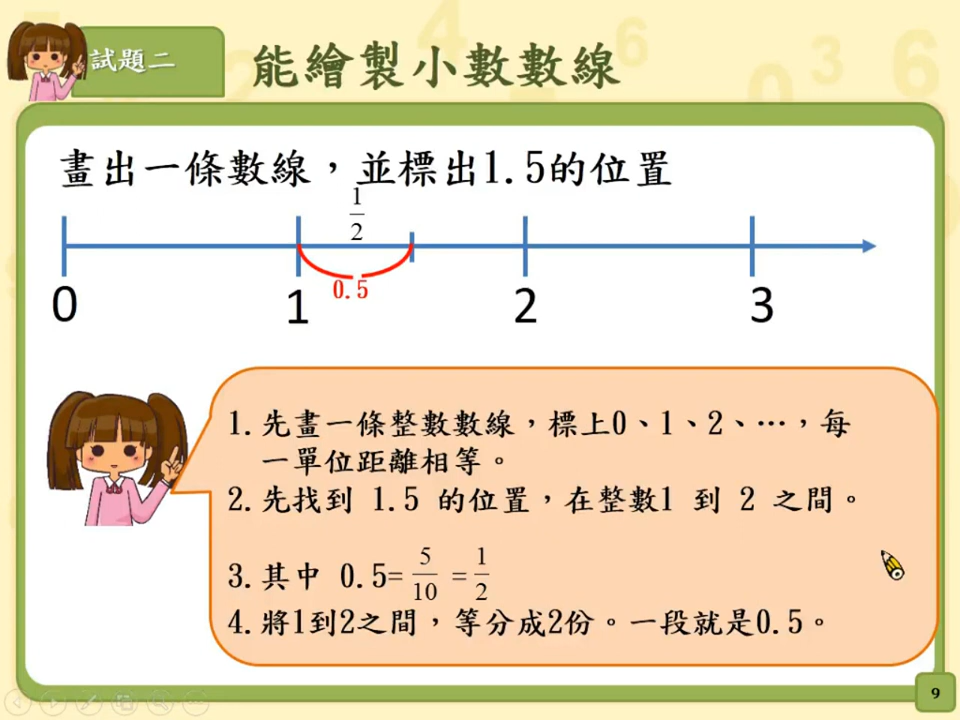 試題二
能繪製小數數線
畫出一條數線，並標出1.5的位置
1/2
0.5
0 1 2 3
1.先畫一條整數數線，標上0、1、2、…，每
一單位距離相等。
2.先找到 1.5 的位置，在整數1 到 2 之間。
3.其中 0.5=5/10=1/2
4.將1到2之間，等分成2份。一段就是0.5。
9